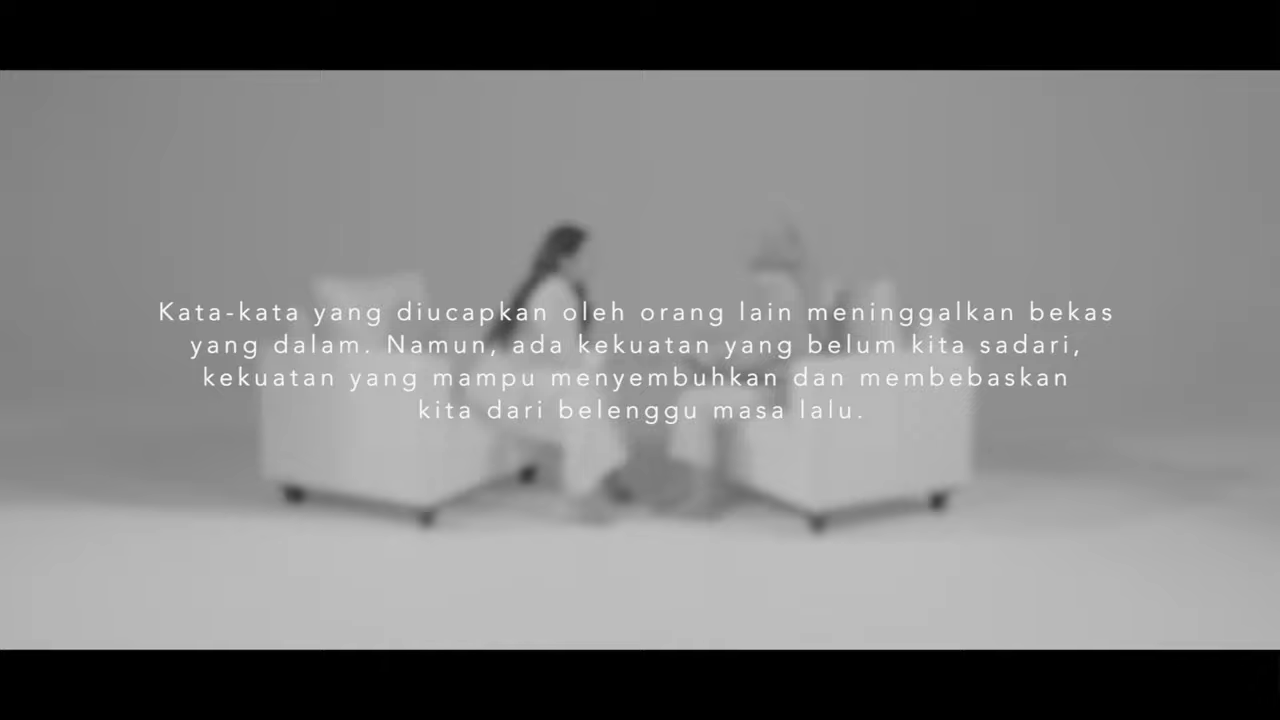 Kata-kata yang diucapkan oleh orang lain meninggalkan bekas
yang dalam. Namun, ada kekuatan yang belum kita sadari,
kekuatan yang mampu menyembuhkan dan membebaskan
kita dari belenggu masa lalu.